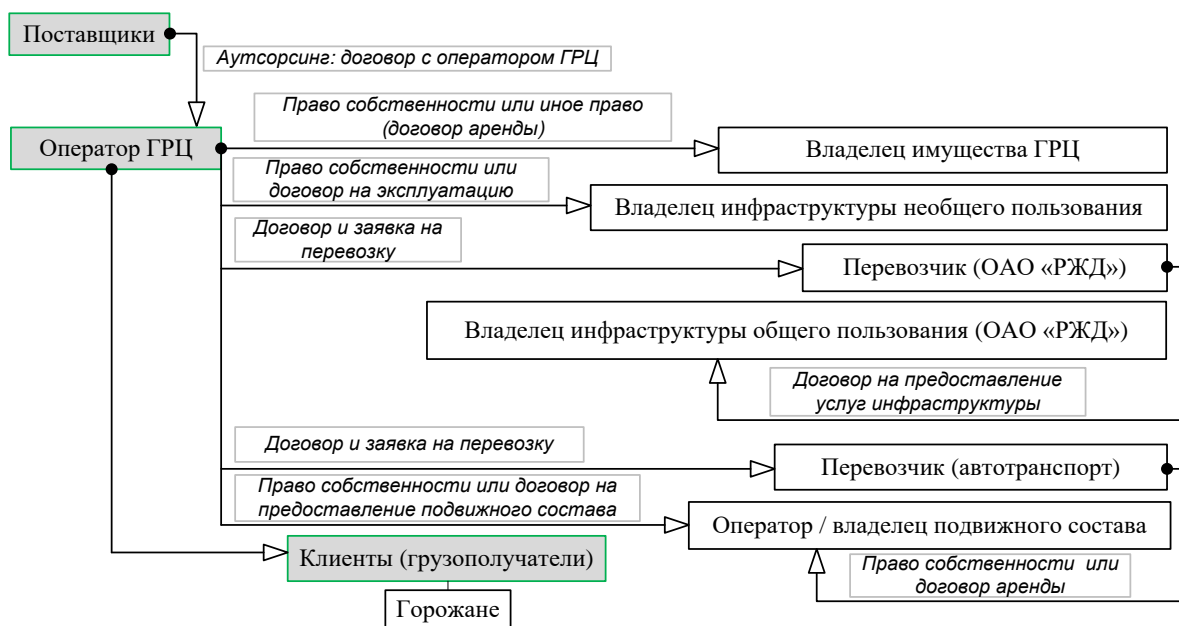 Поставщики
Аутсорсинг: договор с оператором ГРЦ
Право собственности или иное право
(договор аренды)
Оператор ГРЦ
Владелец имущества ГРЦ
Право собственности или
договор на эксплуатацию
Владелец инфраструктуры необщего пользования
Договор и заявка на
перевозку
Перевозчик (ОАО «РЖД»)
Владелец инфраструктуры общего пользования (ОАО «РЖД»)
Договор на предоставление
услуг инфраструктуры
Договор и заявка на перевозку
Перевозчик (автотранспорт)
Право собственности или договор на
предоставление подвижного состава
Оператор / владелец подвижного состава
Клиенты (грузополучатели)
Право собственности или
договор аренды
Горожане